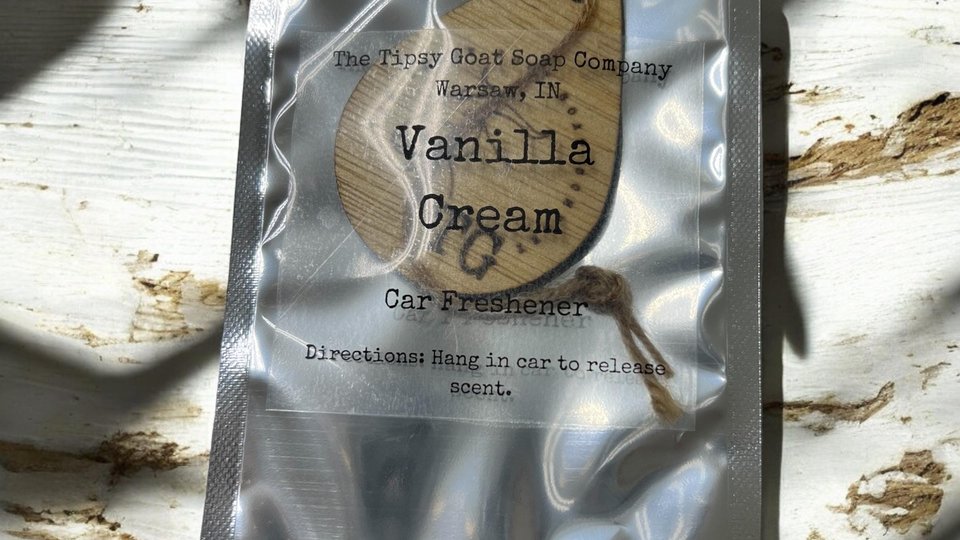 The Tipsy Goat Soap Company
Warsaw, IN
Vanilla
Cream
Car Freshener
Directions: Hang in car to release
scent.